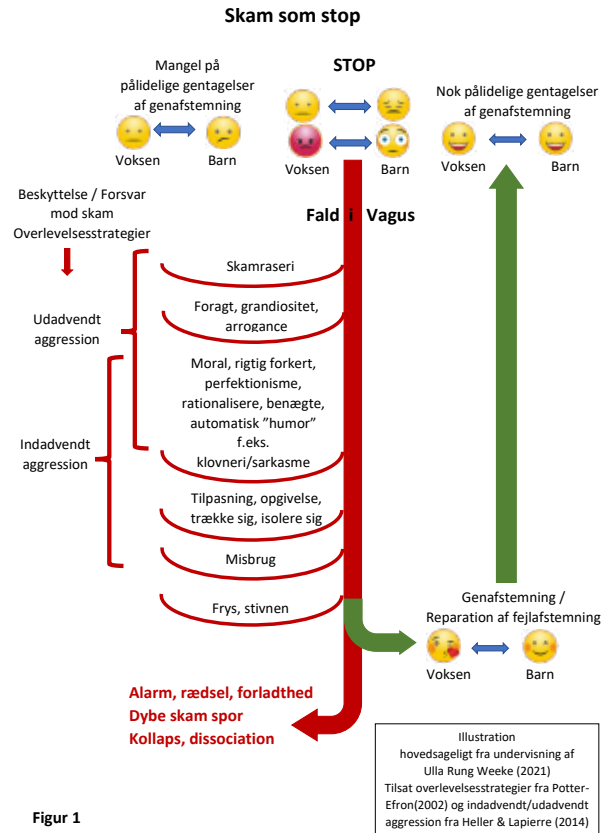 Skam som stop
Mangel på
pålidelige gentagelser
af genafstemning
Voksen
Barn
STOP
Voksen
Barn
Nok pålidelige gentagelser
af genafstemning
Voksen
Barn
Beskyttelse / Forsvar
mod skam
Overlevelsesstrategier
Fald i Vagus
Udadvendt
aggression
Indadvendt
aggression
Skamraseri
Foragt, grandiositet,
arrogance
Moral, rigtig forkert,
perfektionisme,
rationalisere, benægte,
automatisk ”humor”
f.eks.
klovneri/sarkasme
Tilpasning, opgivelse,
trække sig, isolere sig
Misbrug
Frys, stivnen
Genafstemning /
Reparation af fejlafstemning
Voksen
Barn
Alarm, rædsel, forladthed
Dybe skam spor
Kollaps, dissociation
Illustration
hovedsageligt fra undervisning af
Ulla Rung Weeke (2021)
Tilsat overlevelsesstrategier fra Potter-
Efron(2002) og indadvendt/udadvendt
aggression fra Heller & Lapierre (2014)
Figur 1